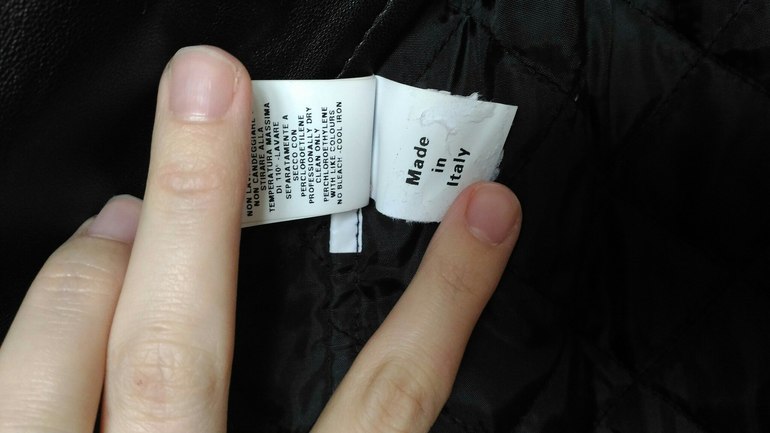 NON LAV
NON CANDEGGIARE
STIRARE ALLA
TEMPERATURA MASSIMA
DI 110° -LAVARE
SEPARATAMENTE A
SECCO CON
PERCLOROETILENE
PROFESSIONALLY DRY
CLEAN ONLY
PERCHLOROETHYLENE
WITH LIKE COLOURS
NO BLEACH -COOL IRON
Made
in
Italy